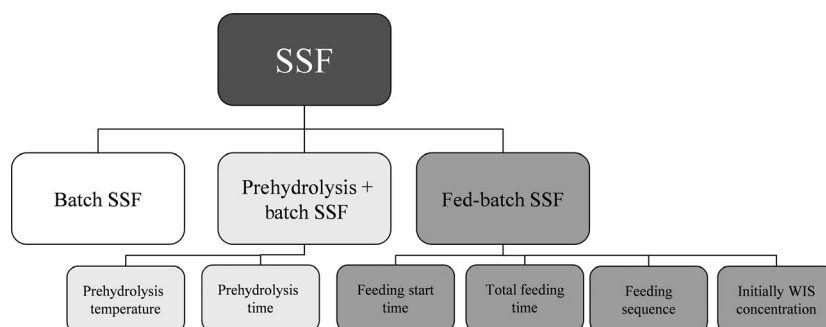 SSF
Batch SSF
Prehydrolysis +
batch SSF
Fed-batch SSF
Prehydrolysis
temperature
Prehydrolysis
time
Feeding start
time
Total feeding
time
Feeding
sequence
Initially WIS
concentration